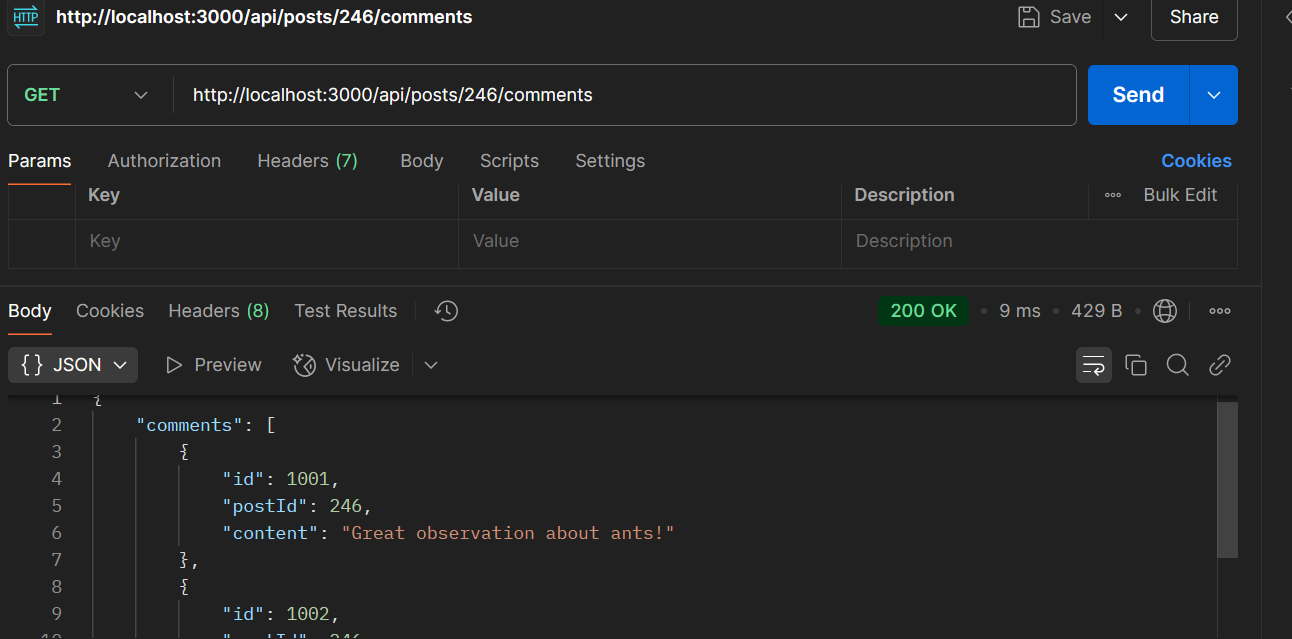 HTTP http://localhost:3000/api/posts/246/comments Save Share
GET http://localhost:3000/api/posts/246/comments Send
Params Authorization Headers (7) Body Scripts Settings Cookies
Key Value Description Bulk Edit
Key Value Description
Body Cookies Headers (8) Test Results 200 OK • 9 ms • 429 B •
{} JSON Preview Visualize
1 {
2 "comments": [
3 {
4 "id": 1001,
5 "postId": 246,
6 "content": "Great observation about ants!"
7 },
8 {
9 "id": 1002,
10 "postId": 246,